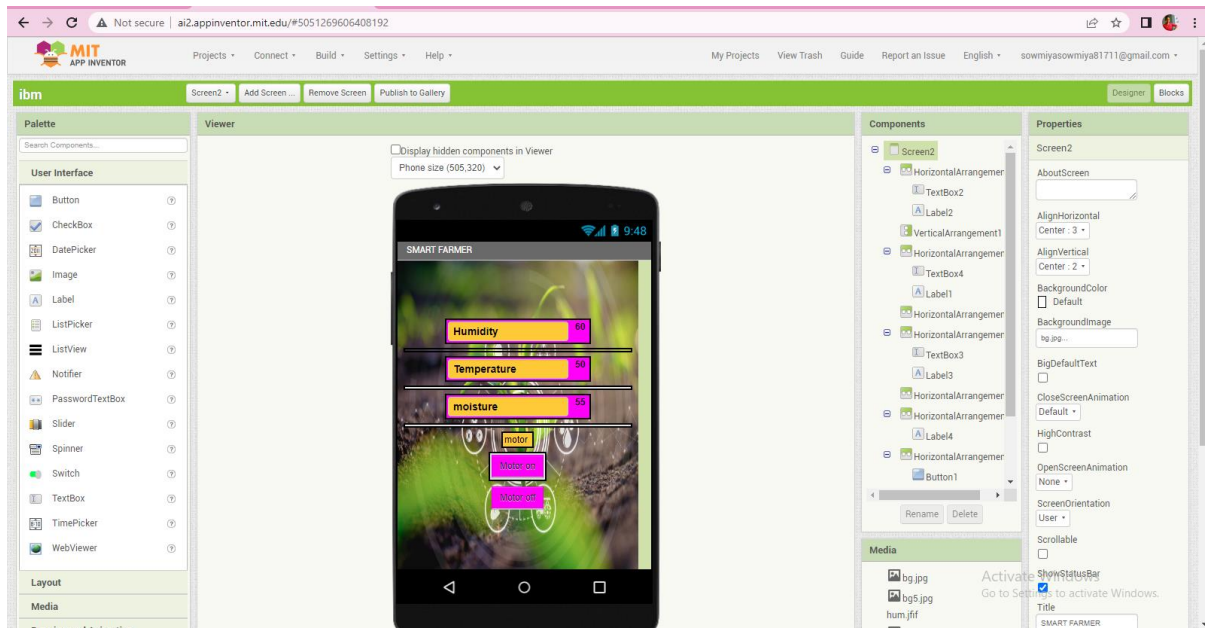 Not secure | ai2.appinventor.mit.edu/#5051269606408192
MIT
APP INVENTOR
Projects Connect Build Settings Help My Projects View Trash Guide Report an Issue English sowmiyasowmiya81711@gmail.com
ibm Screen2 Add Screen ... Remove Screen Publish to Gallery Designer Blocks
Palette
Search Components...
User Interface
Button
CheckBox
DatePicker
Image
Label
ListPicker
ListView
Notifier
PasswordTextBox
Slider
Spinner
Switch
TextBox
TimePicker
WebViewer
Layout
Media
Viewer
Display hidden components in Viewer
Phone size (505,320)
9:48
SMART FARMER
Humidity 60
Temperature 50
moisture 55
motor
Motor on
Motor off
Components
Screen2
HorizontalArrangemer
TextBox2
Label2
VerticalArrangement1
HorizontalArrangemer
TextBox4
Label1
HorizontalArrangemer
HorizontalArrangemer
TextBox3
Label3
HorizontalArrangemer
HorizontalArrangemer
Label4
HorizontalArrangemer
Button1
Rename Delete
Media
bg.jpg
bg5.jpg
hum.jfif
Properties
Screen2
AboutScreen
AlignHorizontal
Center : 3
AlignVertical
Center : 2
BackgroundColor
Default
BackgroundImage
bg.jpg...
BigDefaultText
CloseScreenAnimation
Default
HighContrast
OpenScreenAnimation
None
ScreenOrientation
User
Scrollable
ShowStatusBar
Title
SMART FARMER
Activate Windows
Go to Settings to activate Windows.